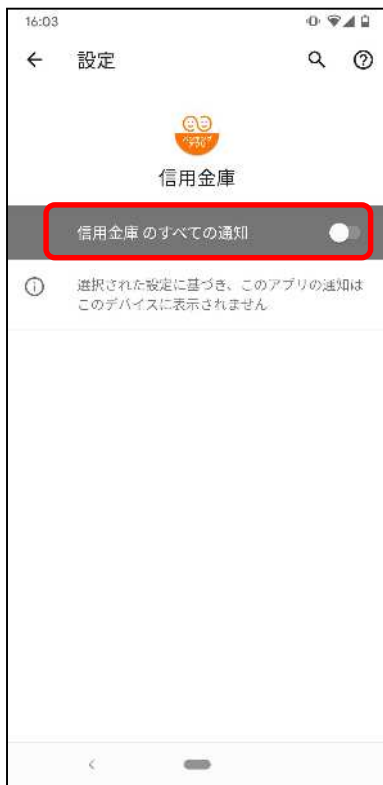 16:03
設定
信用金庫
信用金庫 のすべての通知
選択された設定に基づき、このアプリの通知は
このデバイスに表示されません